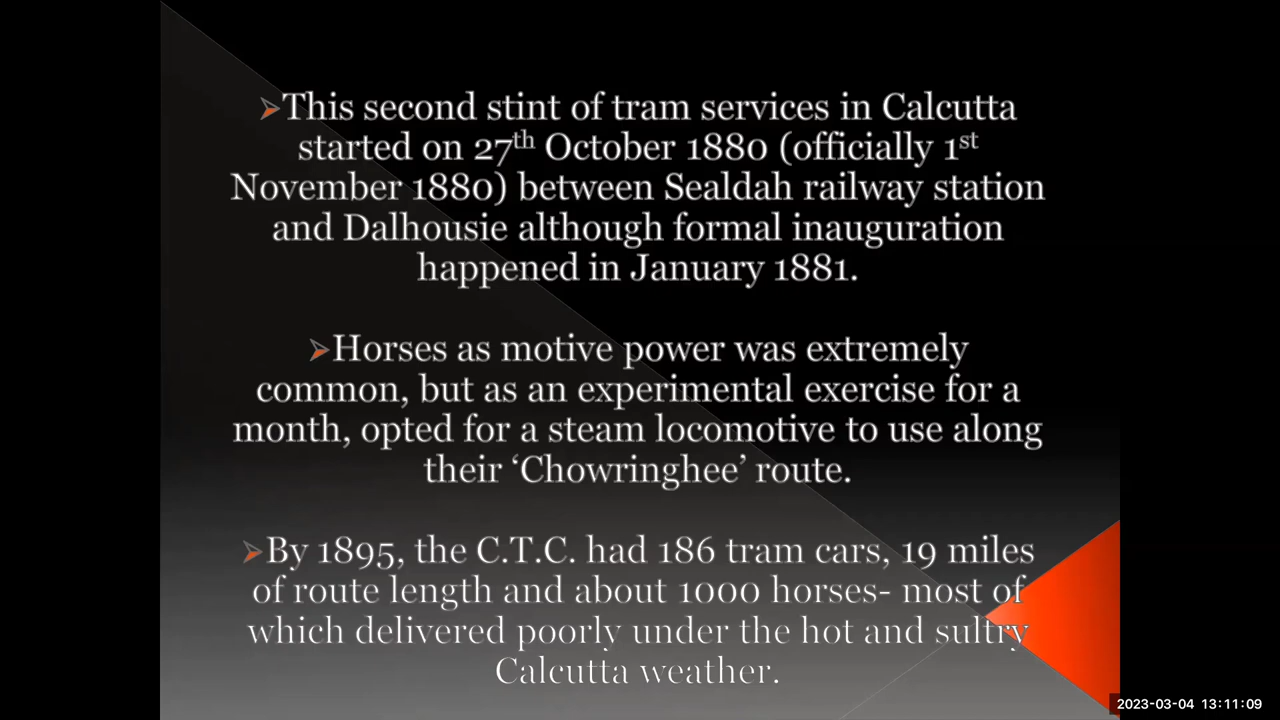 ➢This second stint of tram services in Calcutta
started on 27th October 1880 (officially 1st
November 1880) between Sealdah railway station
and Dalhousie although formal inauguration
happened in January 1881.
➢Horses as motive power was extremely
common, but as an experimental exercise for a
month, opted for a steam locomotive to use along
their ‘Chowringhee’ route.
➢By 1895, the C.T.C. had 186 tram cars, 19 miles
of route length and about 1000 horses- most of
which delivered poorly under the hot and sultry
Calcutta weather.
2023-03-04 13:11:09